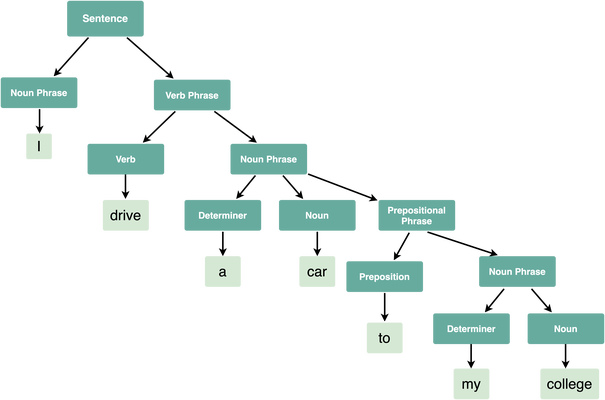 Sentence
Noun Phrase
Verb Phrase
I
Verb
Noun Phrase
drive
Determiner
Noun
Prepositional
Phrase
a
car
Preposition
Noun Phrase
to
Determiner
Noun
my
college